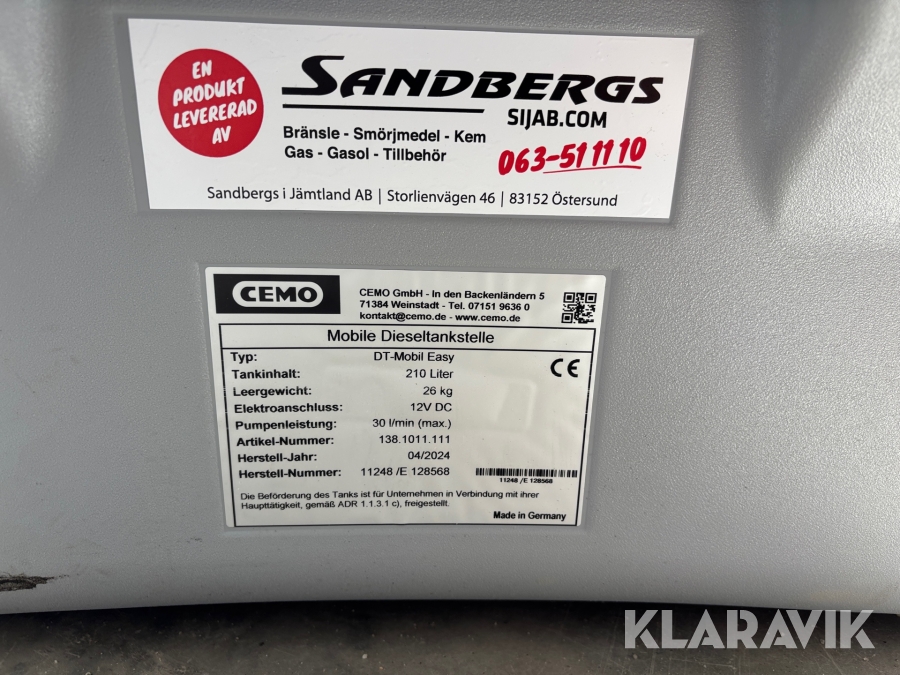 EN
PRODUKT
LEVERERAD
AV
SANDBERGS
SIJAB.COM
Bränsle - Smörjmedel - Kem
Gas - Gasol - Tillbehör
063-51 11 10
Sandbergs i Jämtland AB | Storlienvägen 46 | 83152 Östersund
CEMO
CEMO GmbH - In den Backenländern 5
71384 Weinstadt - Tel. 07151 9636 0
kontakt@cemo.de - www.cemo.de
Mobile Dieseltankstelle
Typ: DT-Mobil Easy
CE
Tankinhalt: 210 Liter
Leergewicht: 26 kg
Elektroanschluss: 12V DC
Pumpenleistung: 30 l/min (max.)
Artikel-Nummer: 138.1011.111
Herstell-Jahr: 04/2024
Herstell-Nummer: 11248 /E 128568
11248 /E 128568
Die Beförderung des Tanks ist für Unternehmen in Verbindung mit ihrer
Haupttätigkeit, gemäß ADR 1.1.3.1 c), freigestellt.
Made in Germany
KLARAVIK